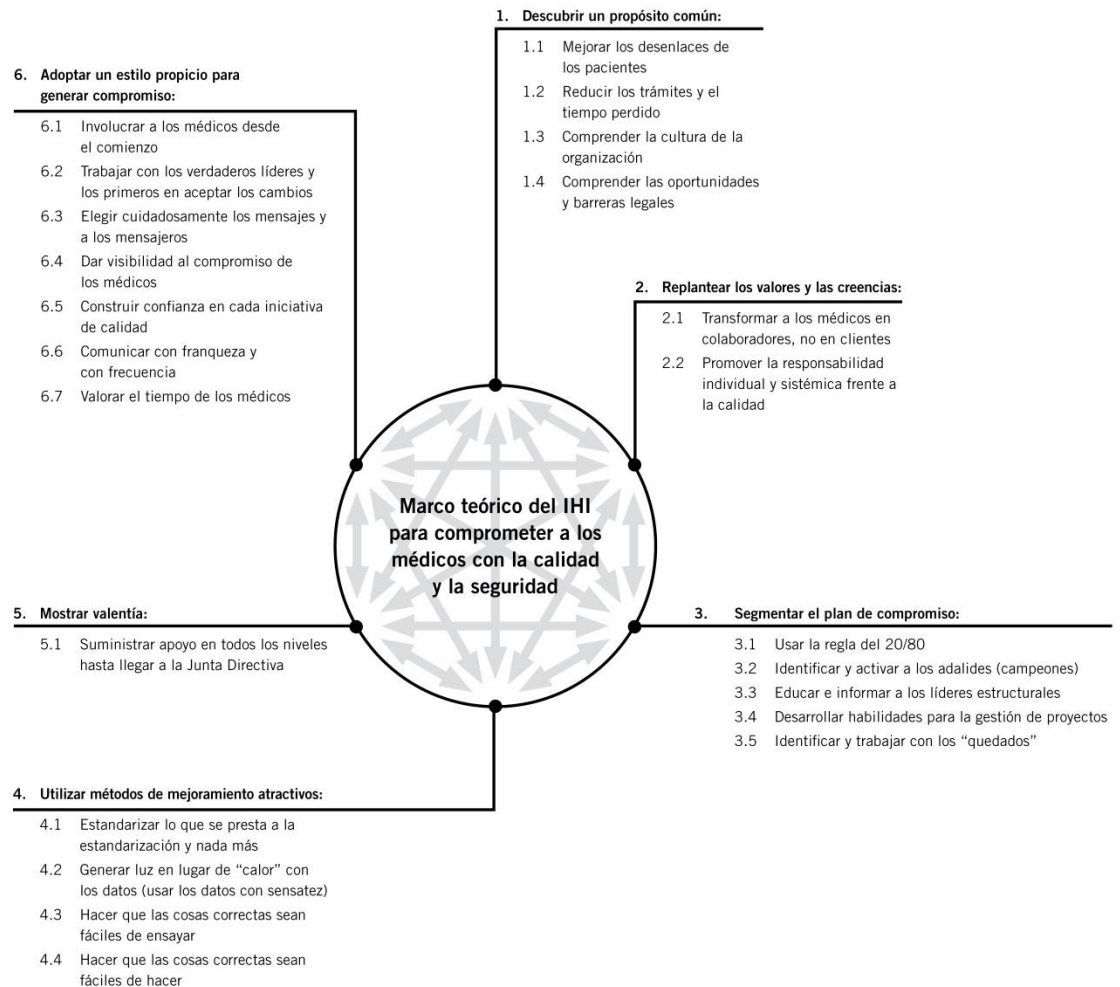 1. Descubrir un propósito común:
1.1 Mejorar los desenlaces de
los pacientes
1.2 Reducir los trámites y el
tiempo perdido
1.3 Comprender la cultura de la
organización
1.4 Comprender las oportunidades
y barreras legales
2. Replantear los valores y las creencias:
2.1 Transformar a los médicos en
colaboradores, no en clientes
2.2 Promover la responsabilidad
individual y sistémica frente a
la calidad
3. Segmentar el plan de compromiso:
3.1 Usar la regla del 20/80
3.2 Identificar y activar a los adalides (campeones)
3.3 Educar e informar a los líderes estructurales
3.4 Desarrollar habilidades para la gestión de proyectos
3.5 Identificar y trabajar con los “quedados”
4. Utilizar métodos de mejoramiento atractivos:
4.1 Estandarizar lo que se presta a la
estandarización y nada más
4.2 Generar luz en lugar de “calor” con
los datos (usar los datos con sensatez)
4.3 Hacer que las cosas correctas sean
fáciles de ensayar
4.4 Hacer que las cosas correctas sean
fáciles de hacer
5. Mostrar valentía:
5.1 Suministrar apoyo en todos los niveles
hasta llegar a la Junta Directiva
6. Adoptar un estilo propicio para
generar compromiso:
6.1 Involucrar a los médicos desde
el comienzo
6.2 Trabajar con los verdaderos líderes y
los primeros en aceptar los cambios
6.3 Elegir cuidadosamente los mensajes y
a los mensajeros
6.4 Dar visibilidad al compromiso de
los médicos
6.5 Construir confianza en cada iniciativa
de calidad
6.6 Comunicar con franqueza y
con frecuencia
6.7 Valorar el tiempo de los médicos
Marco teórico del IHI
para comprometer a los
médicos con la calidad
y la seguridad